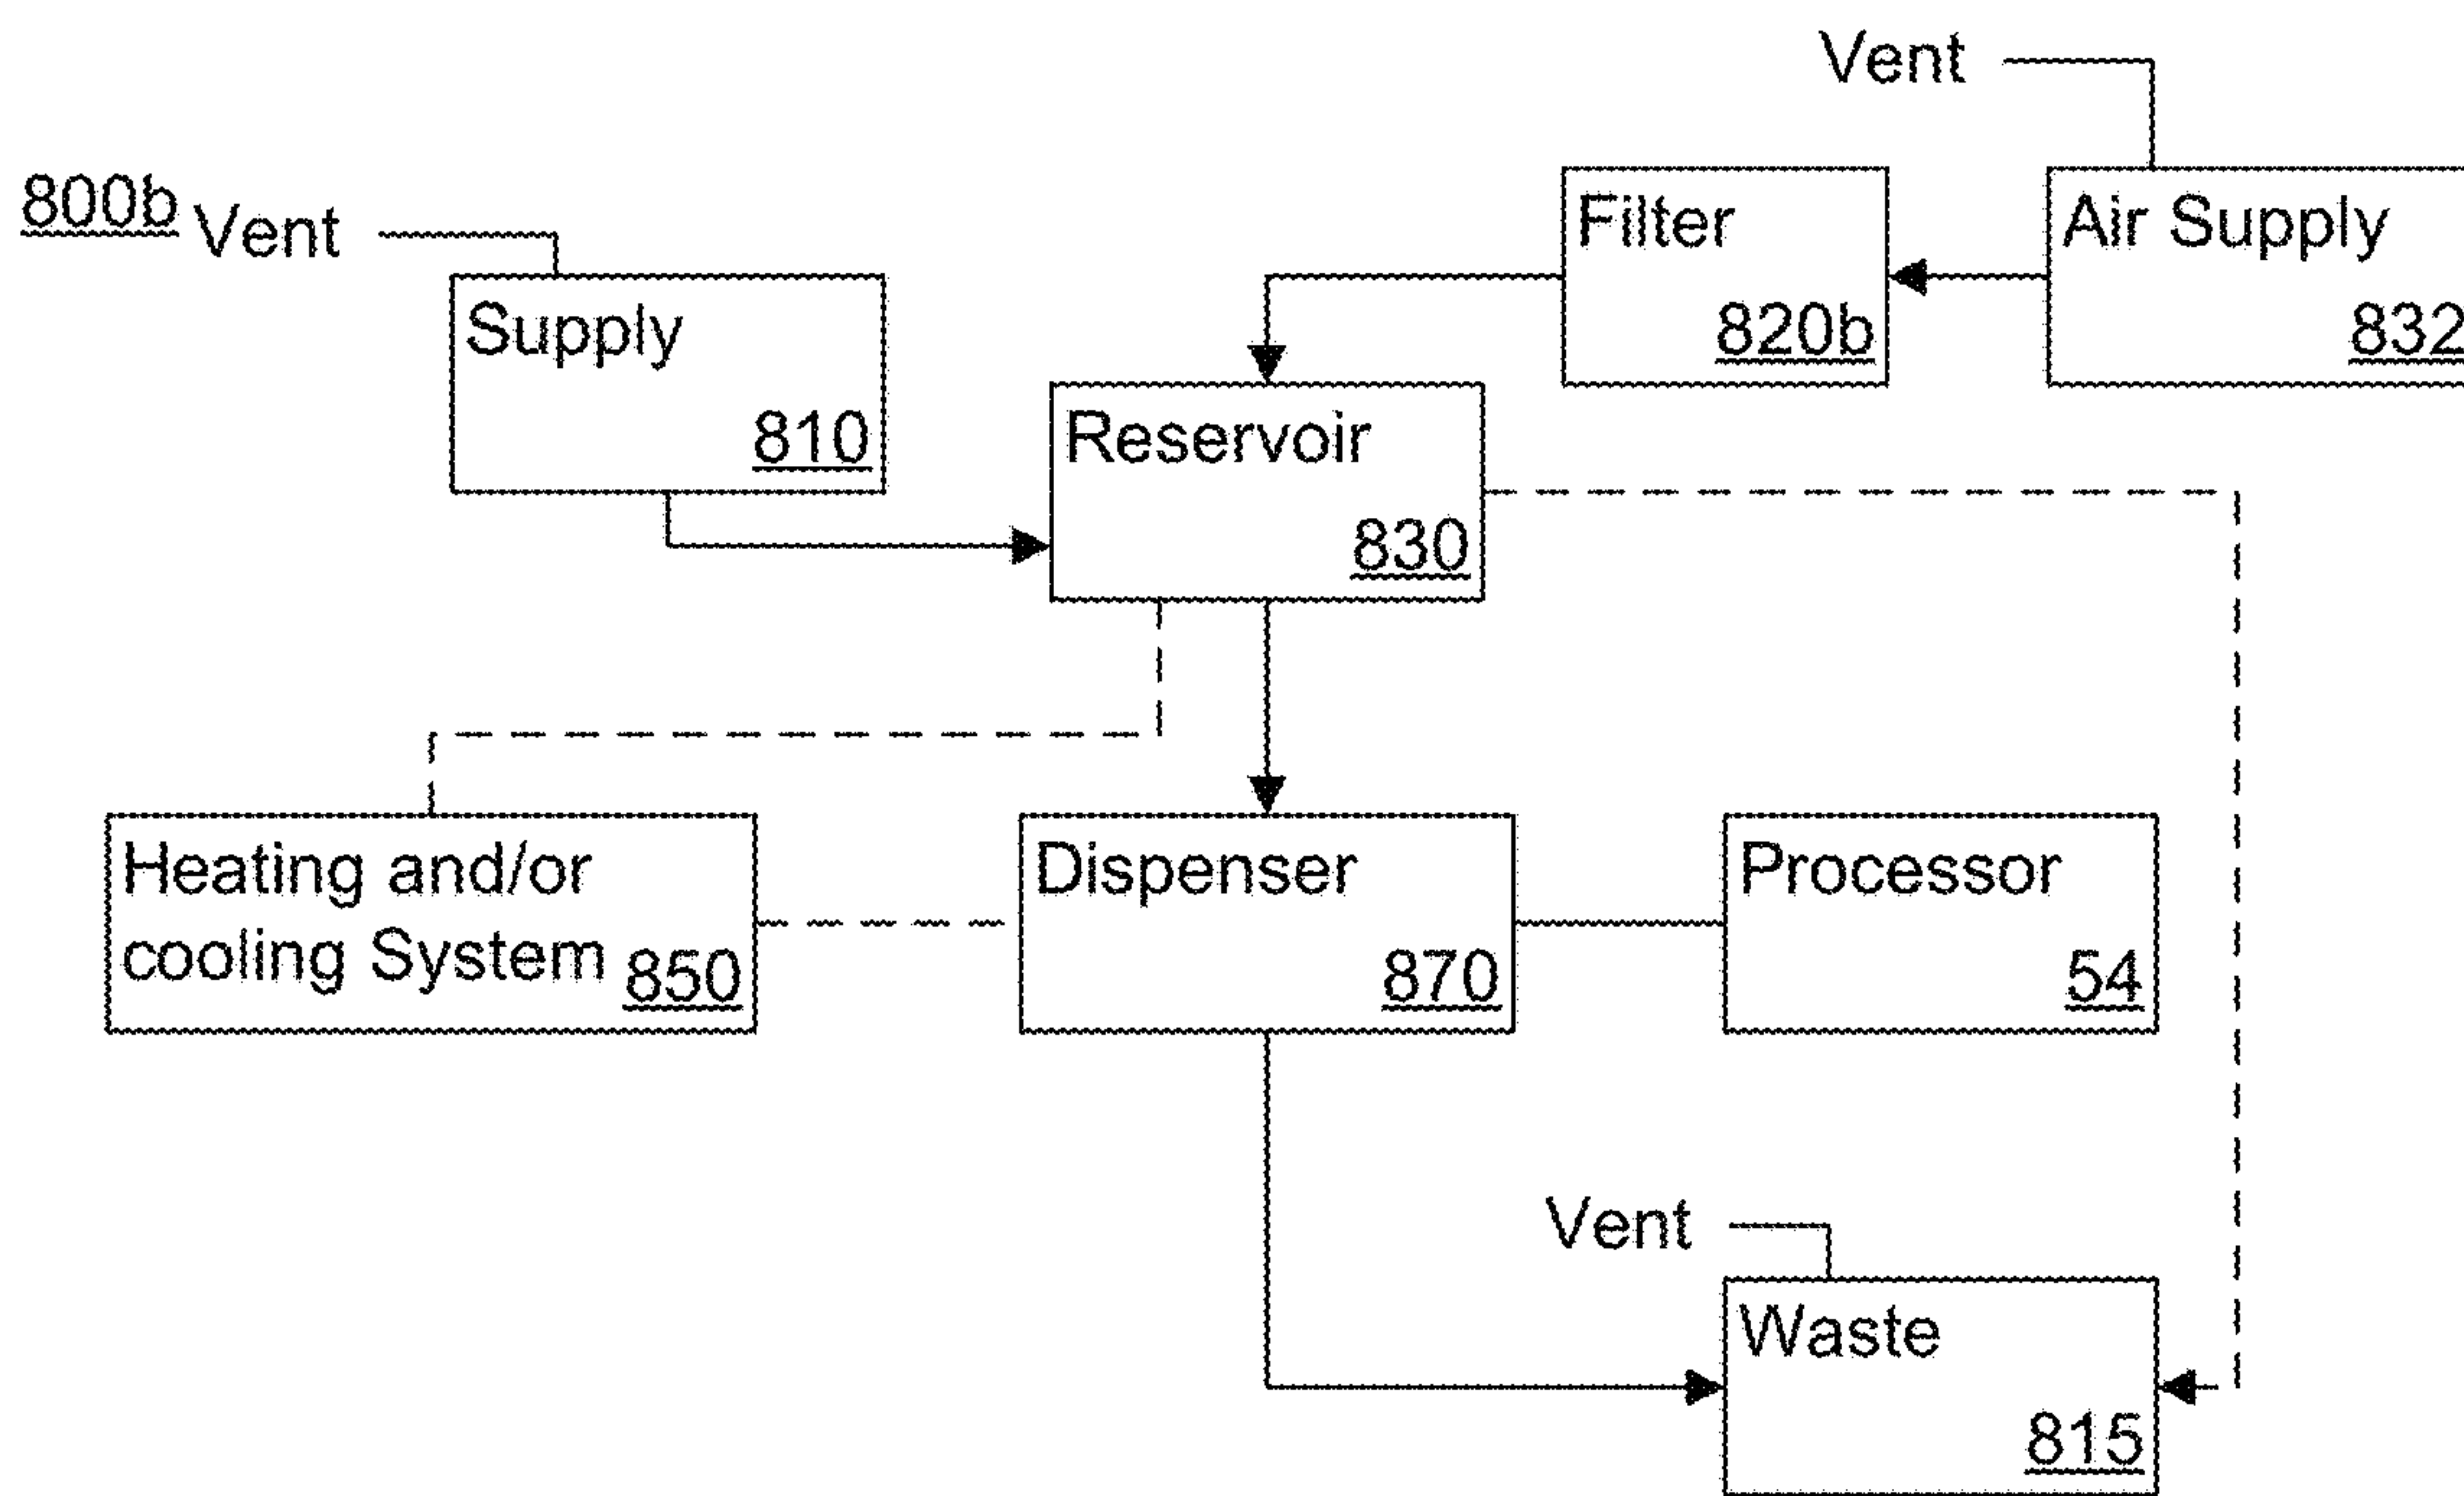 Vent
800b Vent
Filter
820b
Air Supply
832
Supply
810
Reservoir
830
Heating and/or
cooling System 850
Dispenser
870
Processor
54
Vent
Waste
815